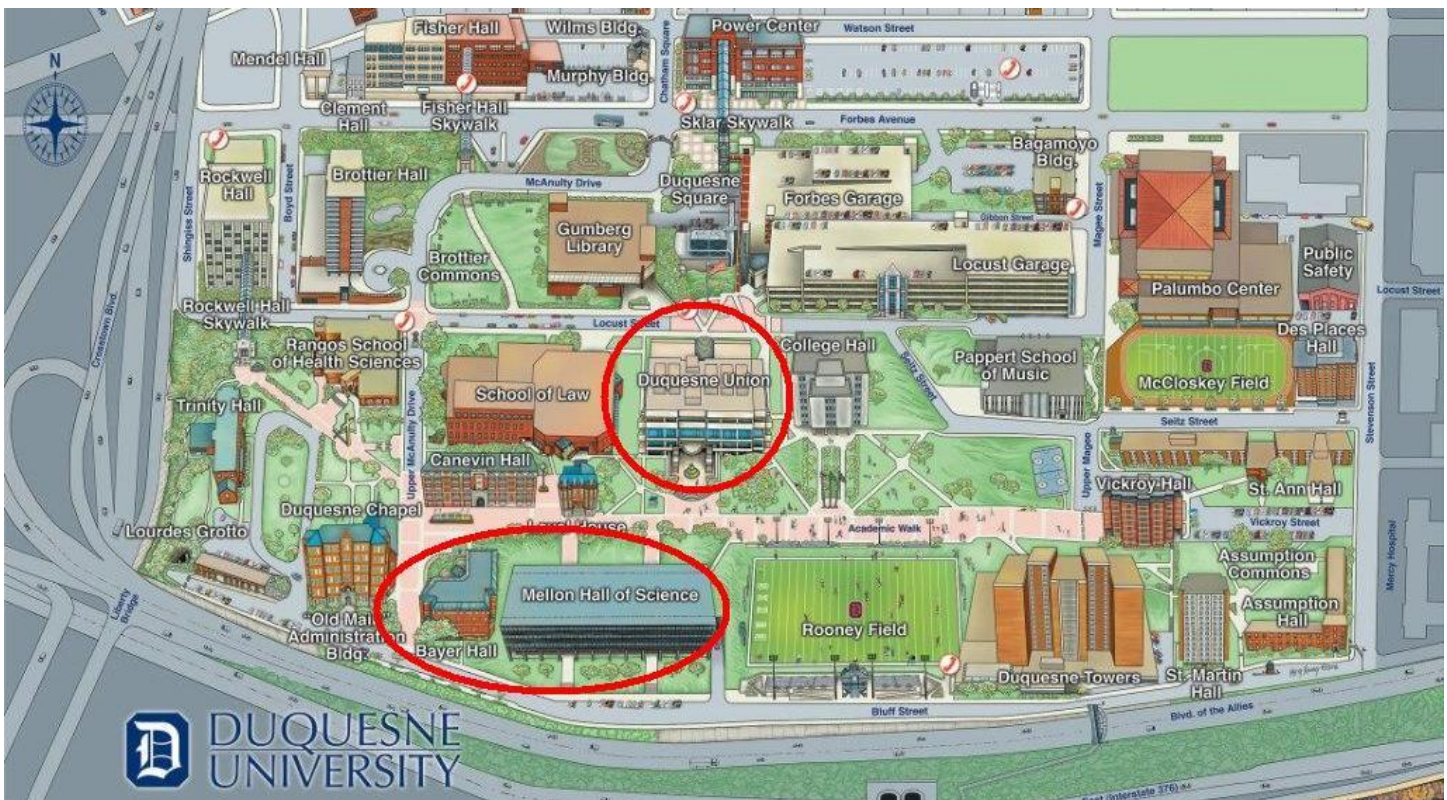 Fisher Hall
Wilms Bldg.
Chatham Square
Power Center
Watson Street
Mendel Hall
Murphy Bldg.
N
Clement
Hall
Fisher Hall
Skywalk
Sklar Skywalk
Forbes Avenue
Bagamoyo
Bldg.
Rockwell
Hall
Boyd Street
Brottier Hall
McAnulty Drive
Duquesne
Square
Forbes Garage
Gibbon Street
Magee Street
Shingiss Street
Gumberg
Library
Brottier
Commons
Locust Garage
Palumbo Center
Public
Safety
Locust Street
Crosstown Blvd.
Rockwell Hall
Skywalk
Locust Street
Rangos School
of Health Sciences
School of Law
Duquesne Union
College Hall
Seitz Street
Pappert School
of Music
McCloskey Field
Des Places
Hall
Trinity Hall
Upper McAnulty Drive
Seitz Street
Stevenson Street
Canevin Hall
Upper Magee
Vickroy Hall
St. Ann Hall
Duquesne Chapel
Laval House
Academic Walk
Vickroy Street
Lourdes Grotto
Mercy Hospital
Assumption
Commons
Liberty
Bridge
"Old Main"
Administration
Bldg.
Bayer Hall
Mellon Hall of Science
Rooney Field
Assumption
Hall
Duquesne Towers
St. Martin
Hall
Bluff Street
Blvd. of the Allies
D
DUQUESNE
UNIVERSITY
East (Interstate 376)